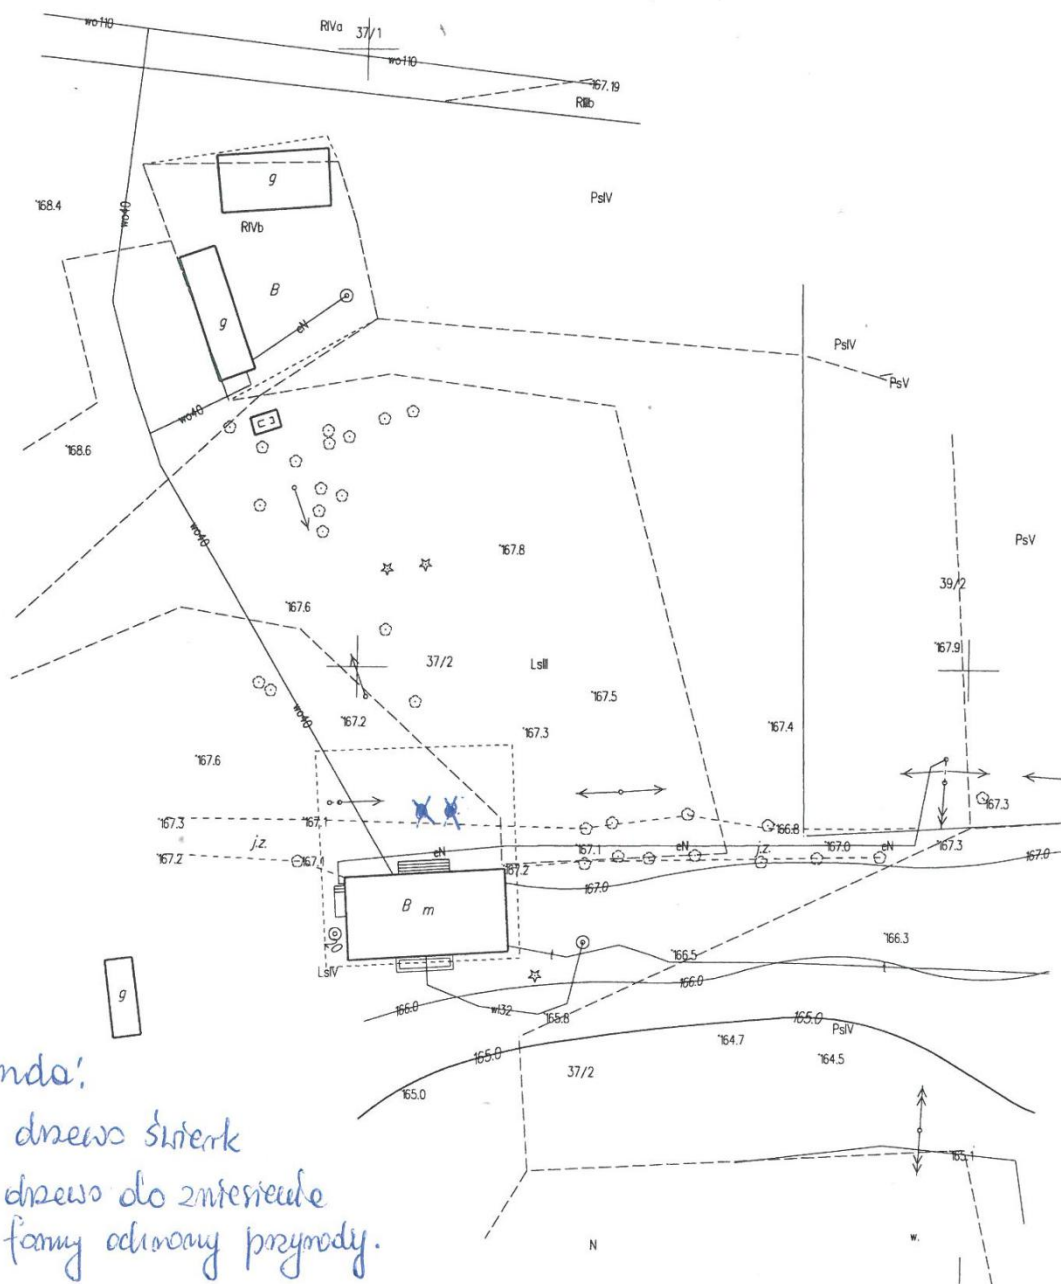 wo110
RIVa
37/1
wo110
167.19
RIIIb
168.4
wo40
g
RIVb
PsIV
B
g
eN
PsIV
PsV
wo40
168.6
wo40
167.8
PsV
39/2
167.6
167.9
37/2
LsIII
167.5
wo40
167.2
167.3
167.4
167.6
167.3
167.1
166.8
167.3
j.z.
167.2
167.1
eN
167.2
167.1
eN
j.z.
167.0
eN
167.3
167.0
167.0
B m
166.3
166.5
t
t
LsIV
g
166.0
166.0
wl32
165.8
165.0
PsIV
164.7
164.5
165.0
37/2
165.0
165.1
N
w.
nda:
drzewo świerk
drzewo do zniesienie
formy ochrony przyrody.